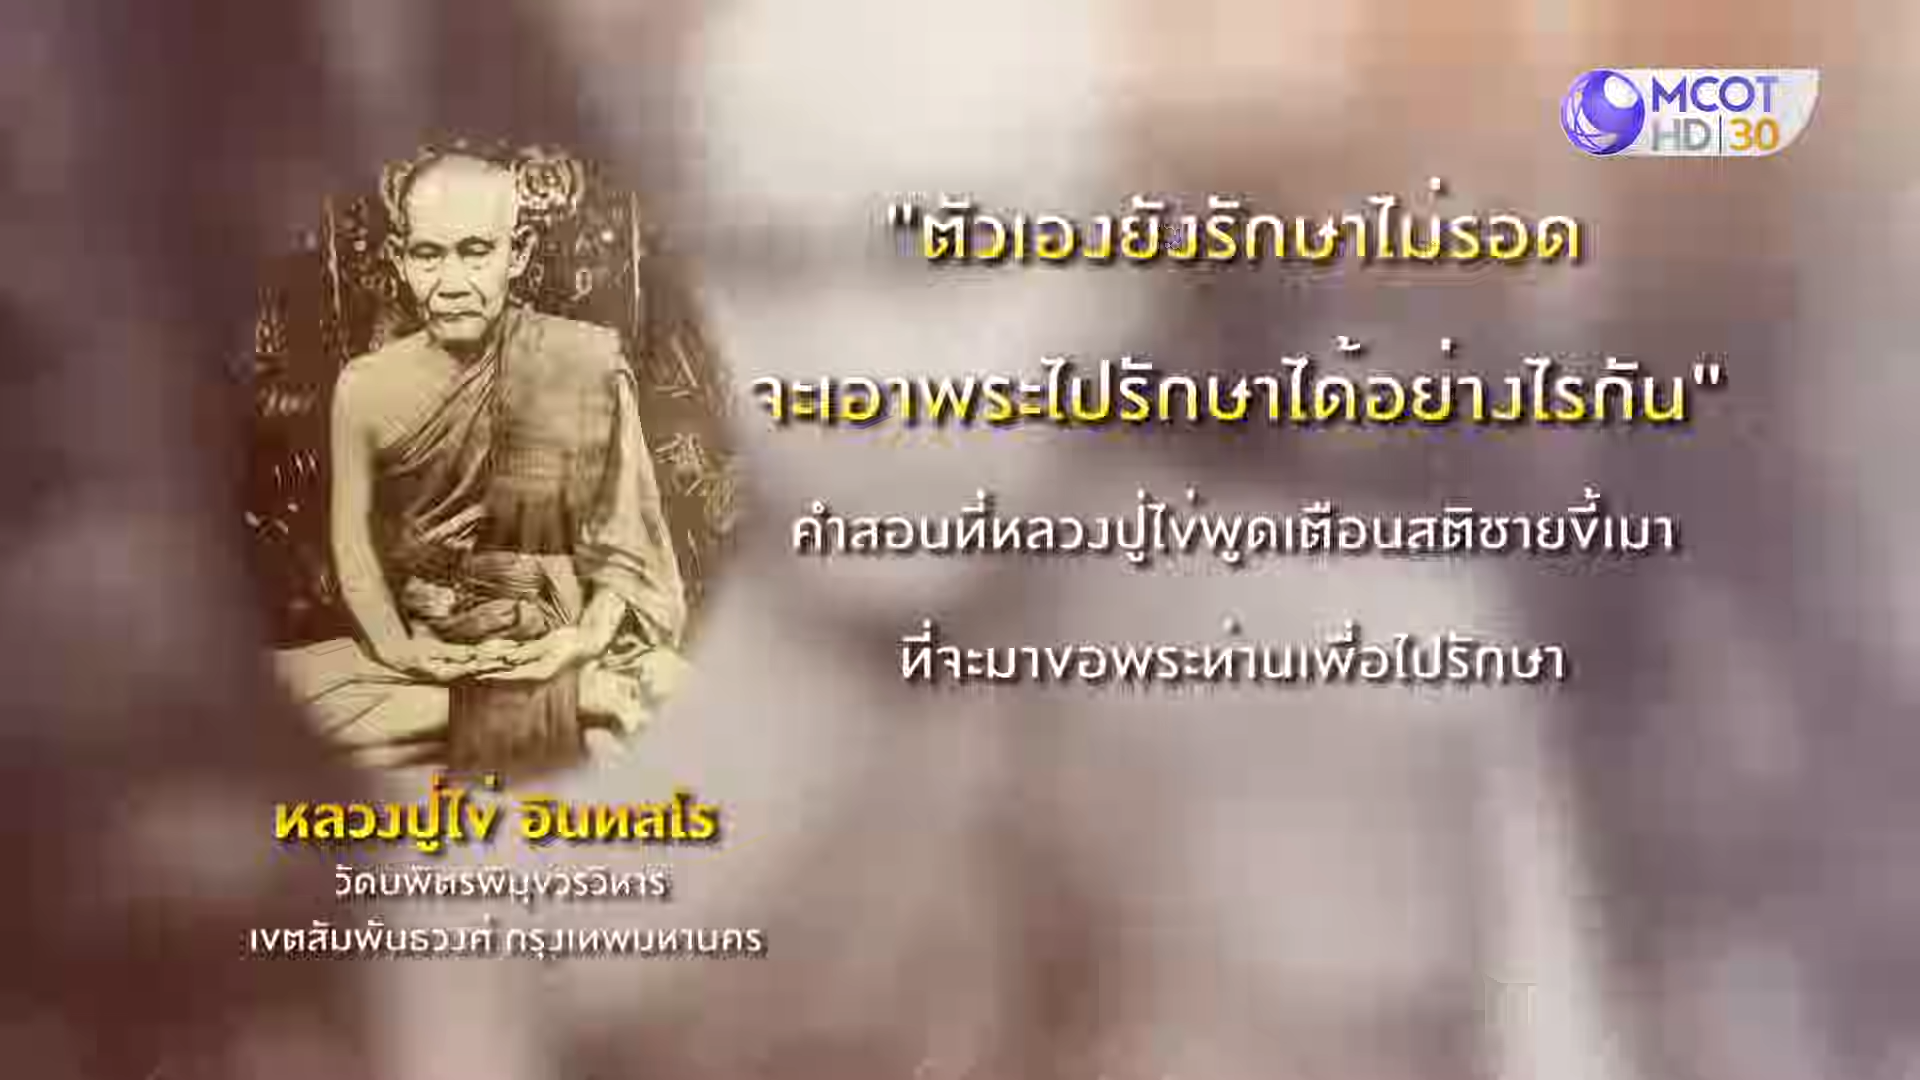 MCOT
HD|30
"ตัวเองยังรักษาไม่รอด
จะเอาพระไปรักษาได้อย่างไรกัน"
คำสอนที่หลวงปู่ไข่พูดเตือนสติชายขี้เมา
ที่จะมาขอพระท่านเพื่อไปรักษา
หลวงปู่ไข่ อินทสโร
วัดบพิตรพิมุขวรวิหาร
เขตสัมพันธวงศ์ กรุงเทพมหานคร